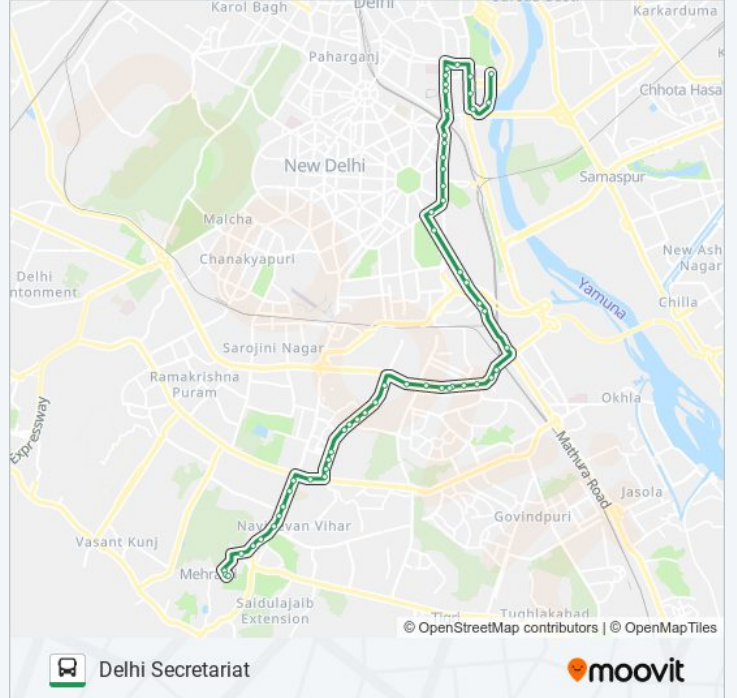 Karol Bagh
Delhi
Karkarduma
Paharganj
Chhota Hasa
New Delhi
Samaspur
Malcha
New Ash
Nagar
Chanakyapuri
Delhi
ntonment
Yamuna
Chilla
Sarojini Nagar
Ramakrishna
Puram
Okhla
Expressway
Mathura Road
Jasola
Govindpuri
Vasant Kunj
Mehra
Saidulajaib
Extension
Tughlakabad
© OpenStreetMap contributors | © OpenMapTiles
Delhi Secretariat
moovit